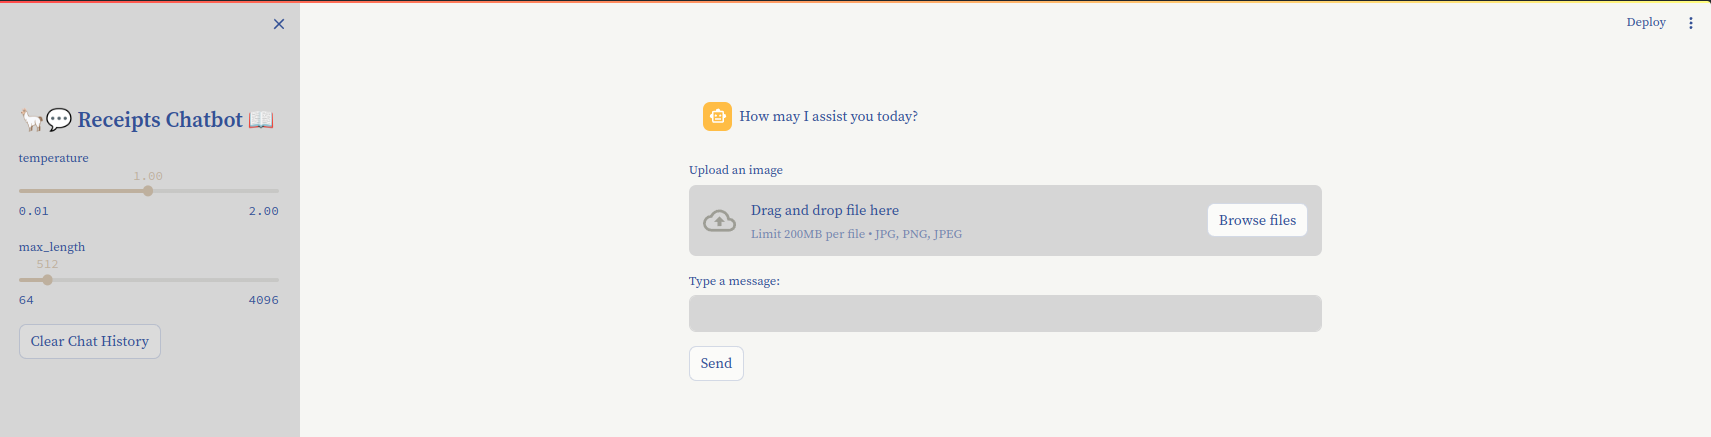 Deploy
🦙💬 Receipts Chatbot 📖
temperature
1.00
0.01 2.00
max_length
512
64 4096
Clear Chat History
How may I assist you today?
Upload an image
Drag and drop file here
Limit 200MB per file • JPG, PNG, JPEG
Browse files
Type a message:
Send